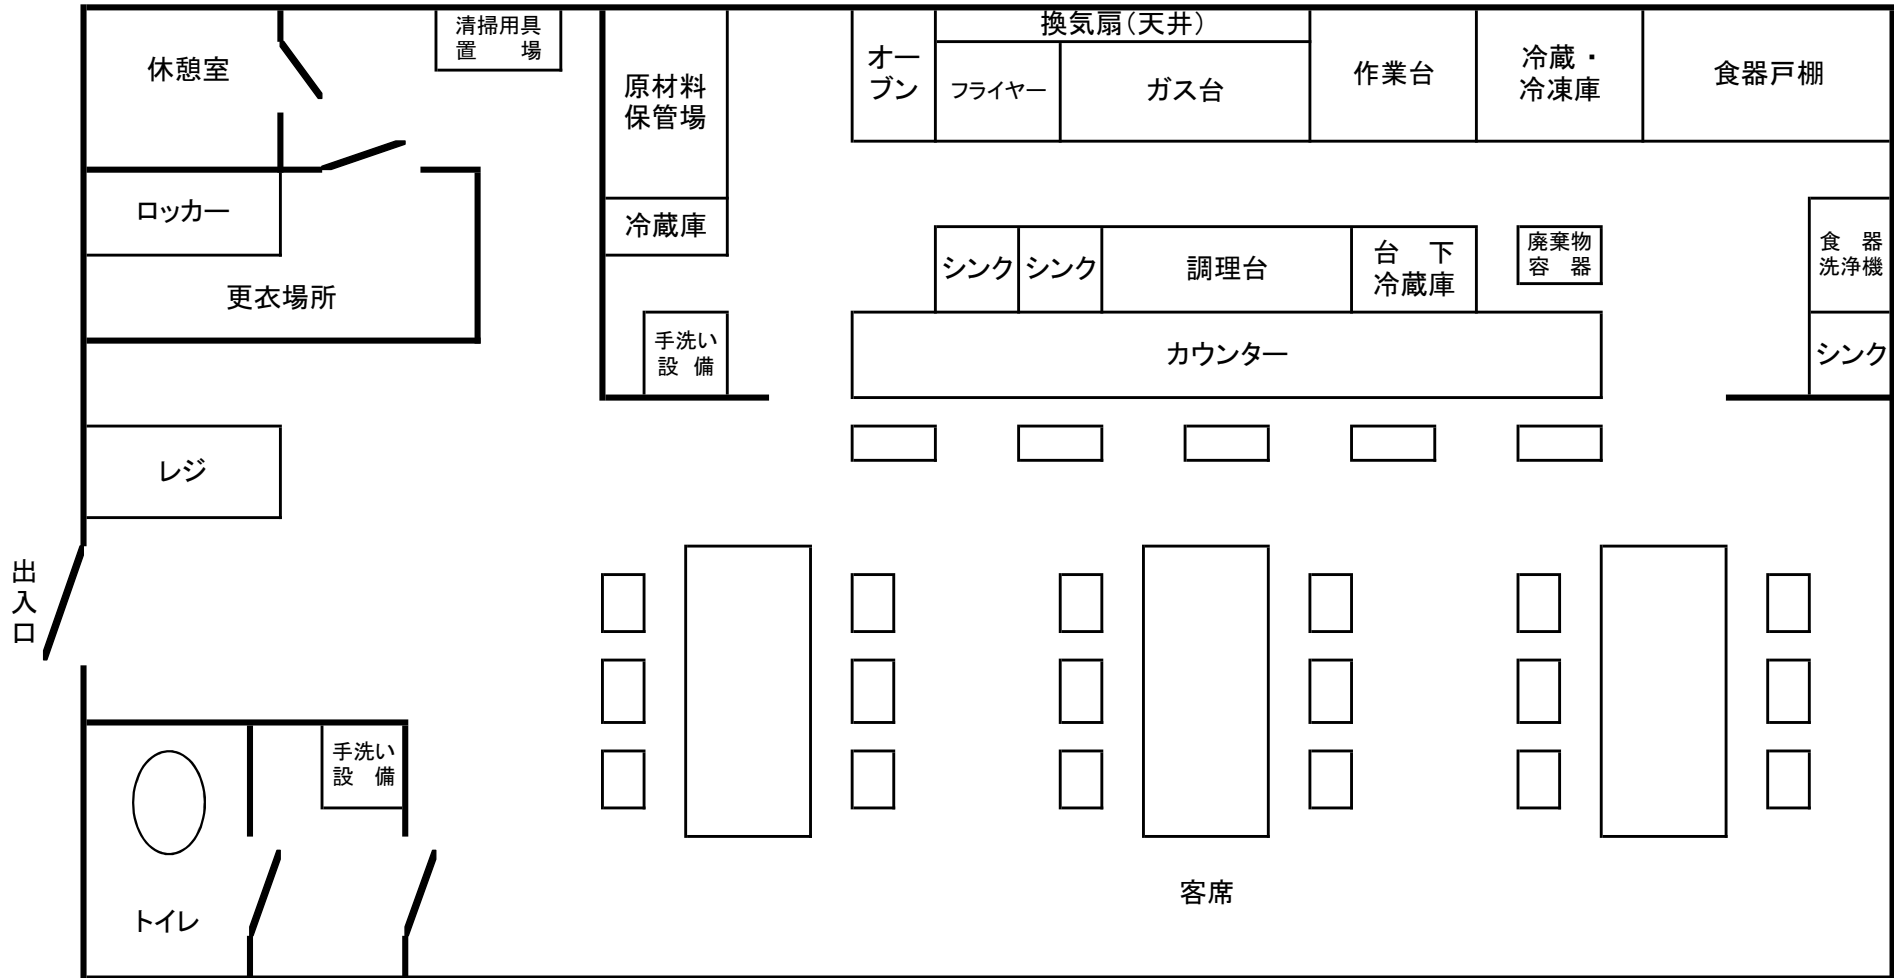 換気扇(天井)
清掃用具
置　場
休憩室
オー
ブン
フライヤー
ガス台
作業台
冷蔵・
冷凍庫
食器戸棚
原材料
保管場
冷蔵庫
ロッカー
更衣場所
シンク
シンク
調理台
台　下
冷蔵庫
廃棄物
容　器
食　器
洗浄機
手洗い
設　備
カウンター
シンク
レジ
出
入
口
手洗い
設　備
トイレ
客席